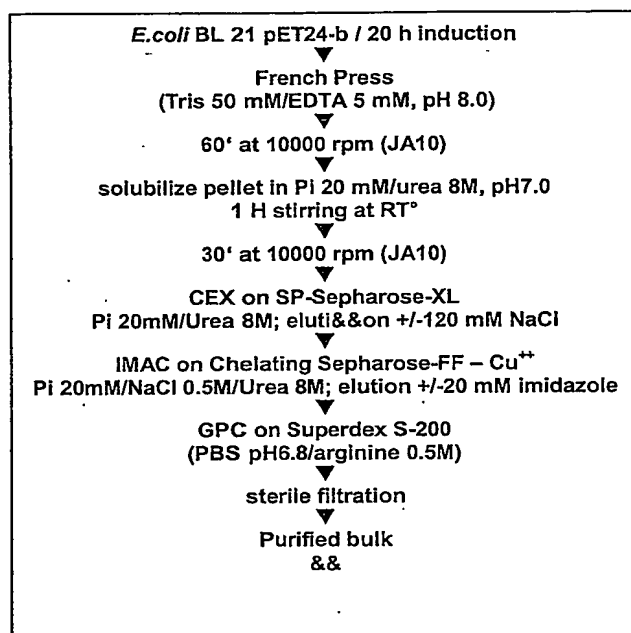 E.coli BL 21 pET24-b / 20 h induction
French Press
(Tris 50 mM/EDTA 5 mM, pH 8.0)
60‘ at 10000 rpm (JA10)
solubilize pellet in Pi 20 mM/urea 8M, pH7.0
1 H stirring at RT°
30‘ at 10000 rpm (JA10)
CEX on SP-Sepharose-XL
Pi 20mM/Urea 8M; eluti&&on +/-120 mM NaCl
IMAC on Chelating Sepharose-FF – Cu⁺⁺
Pi 20mM/NaCl 0.5M/Urea 8M; elution +/-20 mM imidazole
GPC on Superdex S-200
(PBS pH6.8/arginine 0.5M)
sterile filtration
Purified bulk
&&